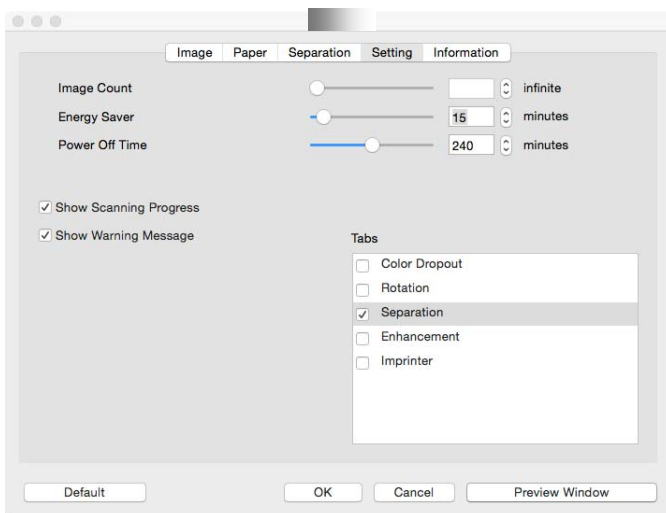 Image Paper Separation Setting Information
Image Count infinite
Energy Saver 15 minutes
Power Off Time 240 minutes
Show Scanning Progress
Show Warning Message
Tabs
Color Dropout
Rotation
Separation
Enhancement
Imprinter
Default OK Cancel Preview Window